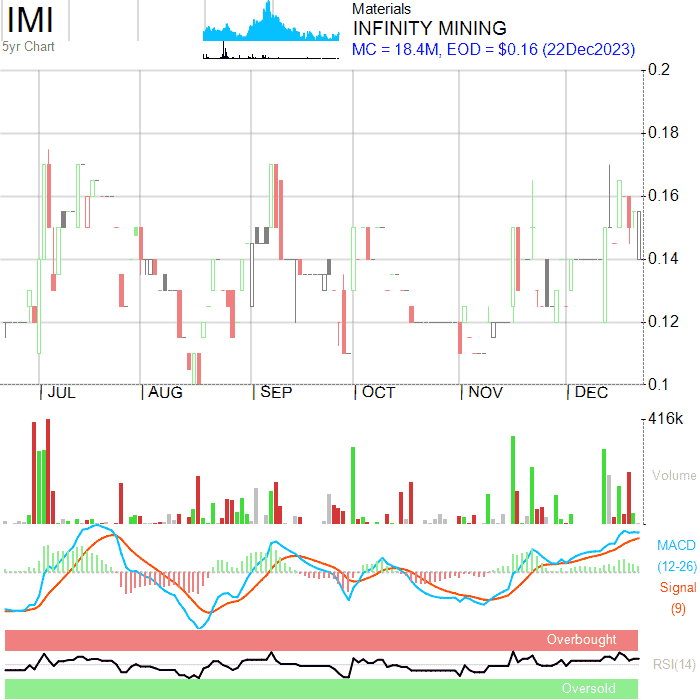 IMI
5yr Chart
Materials
INFINITY MINING
MC = 18.4M, EOD = $0.16 (22Dec2023)
0.2
0.18
0.16
0.14
0.12
0.1
JUL AUG SEP OCT NOV DEC
416k
Volume
MACD
(12-26)
Signal
(9)
Overbought
RSI(14)
Oversold